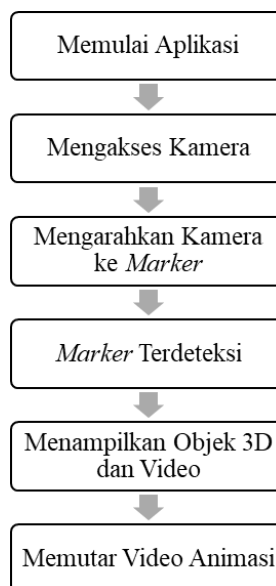 Memulai Aplikasi
Mengakses Kamera
Mengarahkan Kamera
ke Marker
Marker Terdeteksi
Menampilkan Objek 3D
dan Video
Memutar Video Animasi